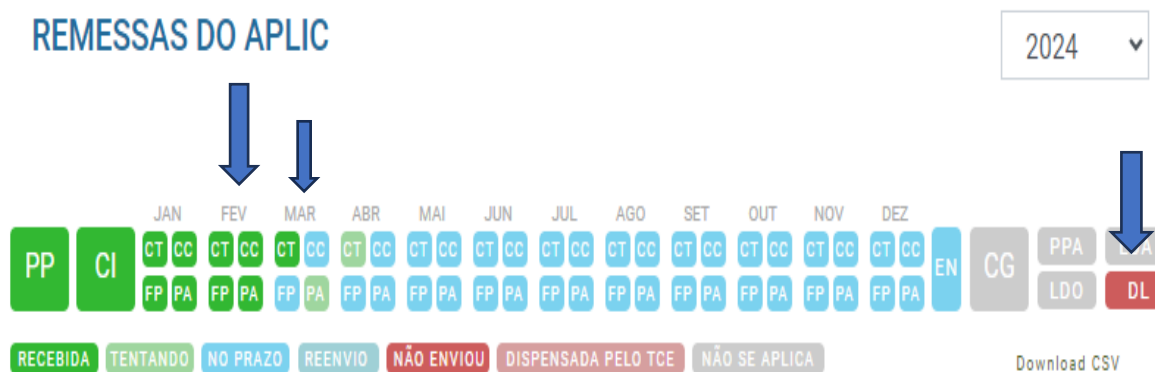 REMESSAS DO APLIC
2024
JAN FEV MAR ABR MAI JUN JUL AGO SET OUT NOV DEZ
PP CI CT CC CT CC CT CC CT CC CT CC CT CC CT CC CT CC CT CC CT CC CT CC CT CC EN CG PPA
FP PA FP PA FP PA FP PA FP PA FP PA FP PA FP PA FP PA FP PA FP PA FP PA LDO DL
RECEBIDA TENTANDO NO PRAZO REENVIO NÃO ENVIOU DISPENSADA PELO TCE NÃO SE APLICA Download CSV